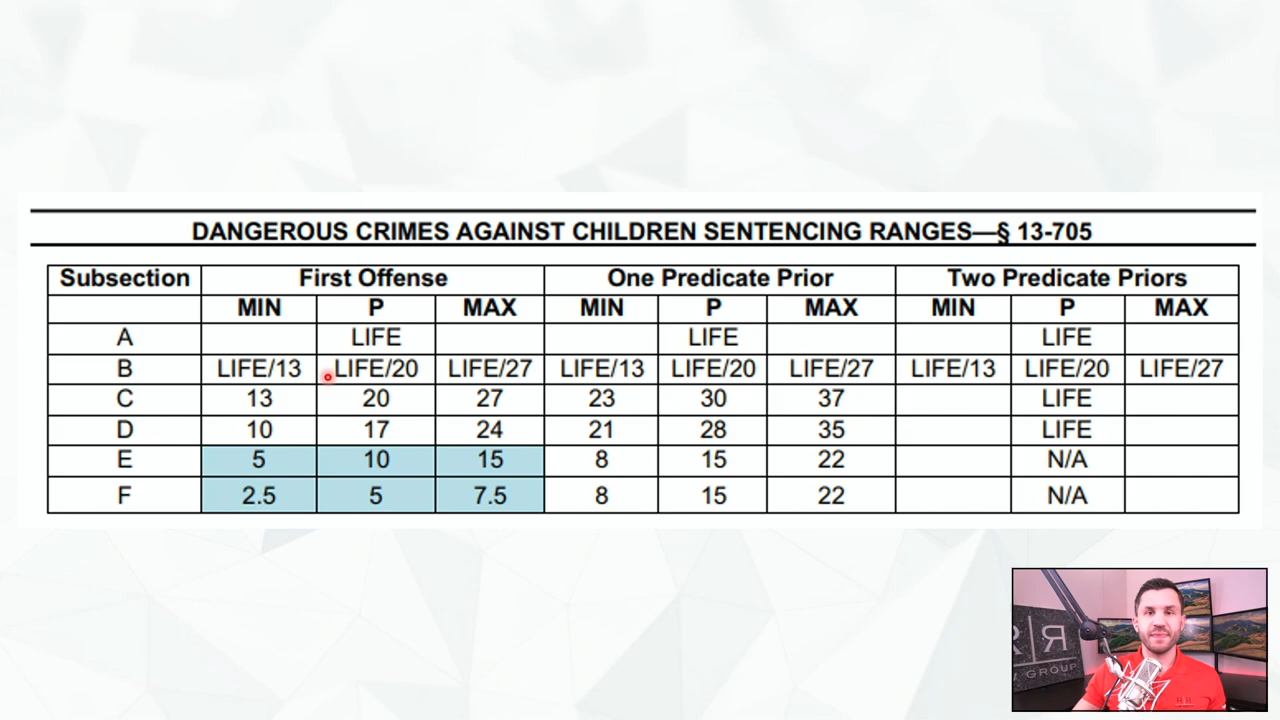 DANGEROUS CRIMES AGAINST CHILDREN SENTENCING RANGES—§ 13-705
Subsection First Offense One Predicate Prior Two Predicate Priors
MIN P MAX MIN P MAX MIN P MAX
A LIFE LIFE LIFE
B LIFE/13 LIFE/20 LIFE/27 LIFE/13 LIFE/20 LIFE/27 LIFE/13 LIFE/20 LIFE/27
C 13 20 27 23 30 37 LIFE
D 10 17 24 21 28 35 LIFE
E 5 10 15 8 15 22 N/A
F 2.5 5 7.5 8 15 22 N/A
GROUP